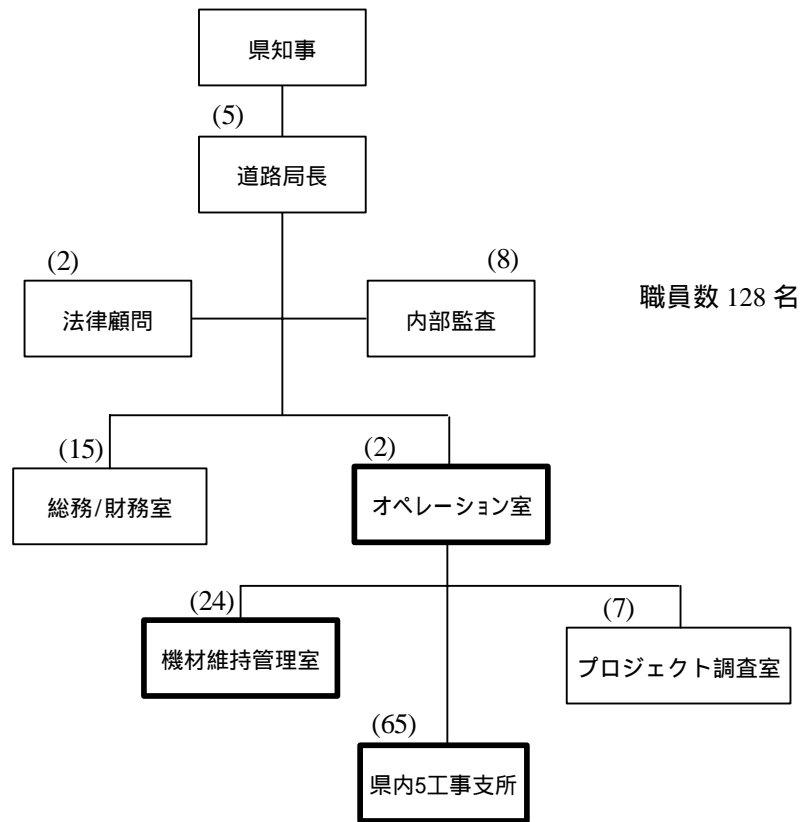 県知事
(5)
道路局長
(2)
(8)
法律顧問
内部監査
職員数 128 名
(15)
(2)
総務/財務室
オペレーション室
(24)
(7)
機材維持管理室
プロジェクト調査室
(65)
県内5工事支所